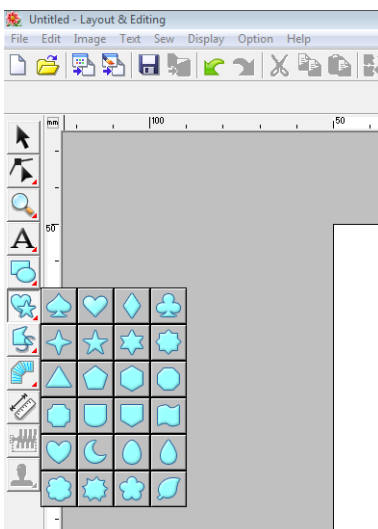 Untitled - Layout & Editing
File Edit Image Text Sew Display Option Help
mm 100 50
A
50